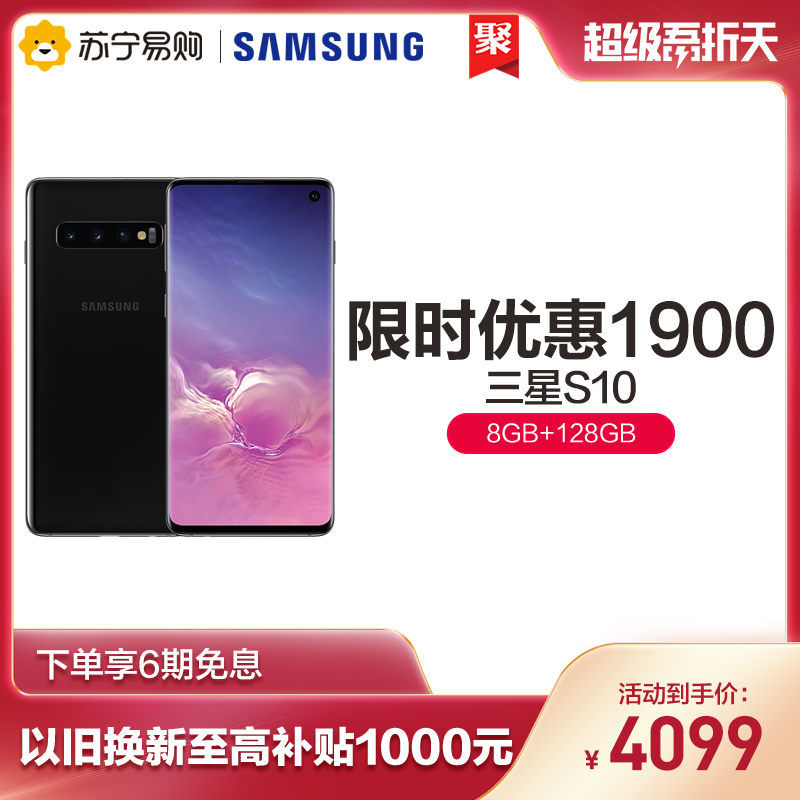 苏宁易购 SAMSUNG
聚
超级吾折天
SAMSUNG
限时优惠1900
三星S10
8GB+128GB
下单享6期免息
以旧换新至高补贴1000元
活动到手价：
¥4099